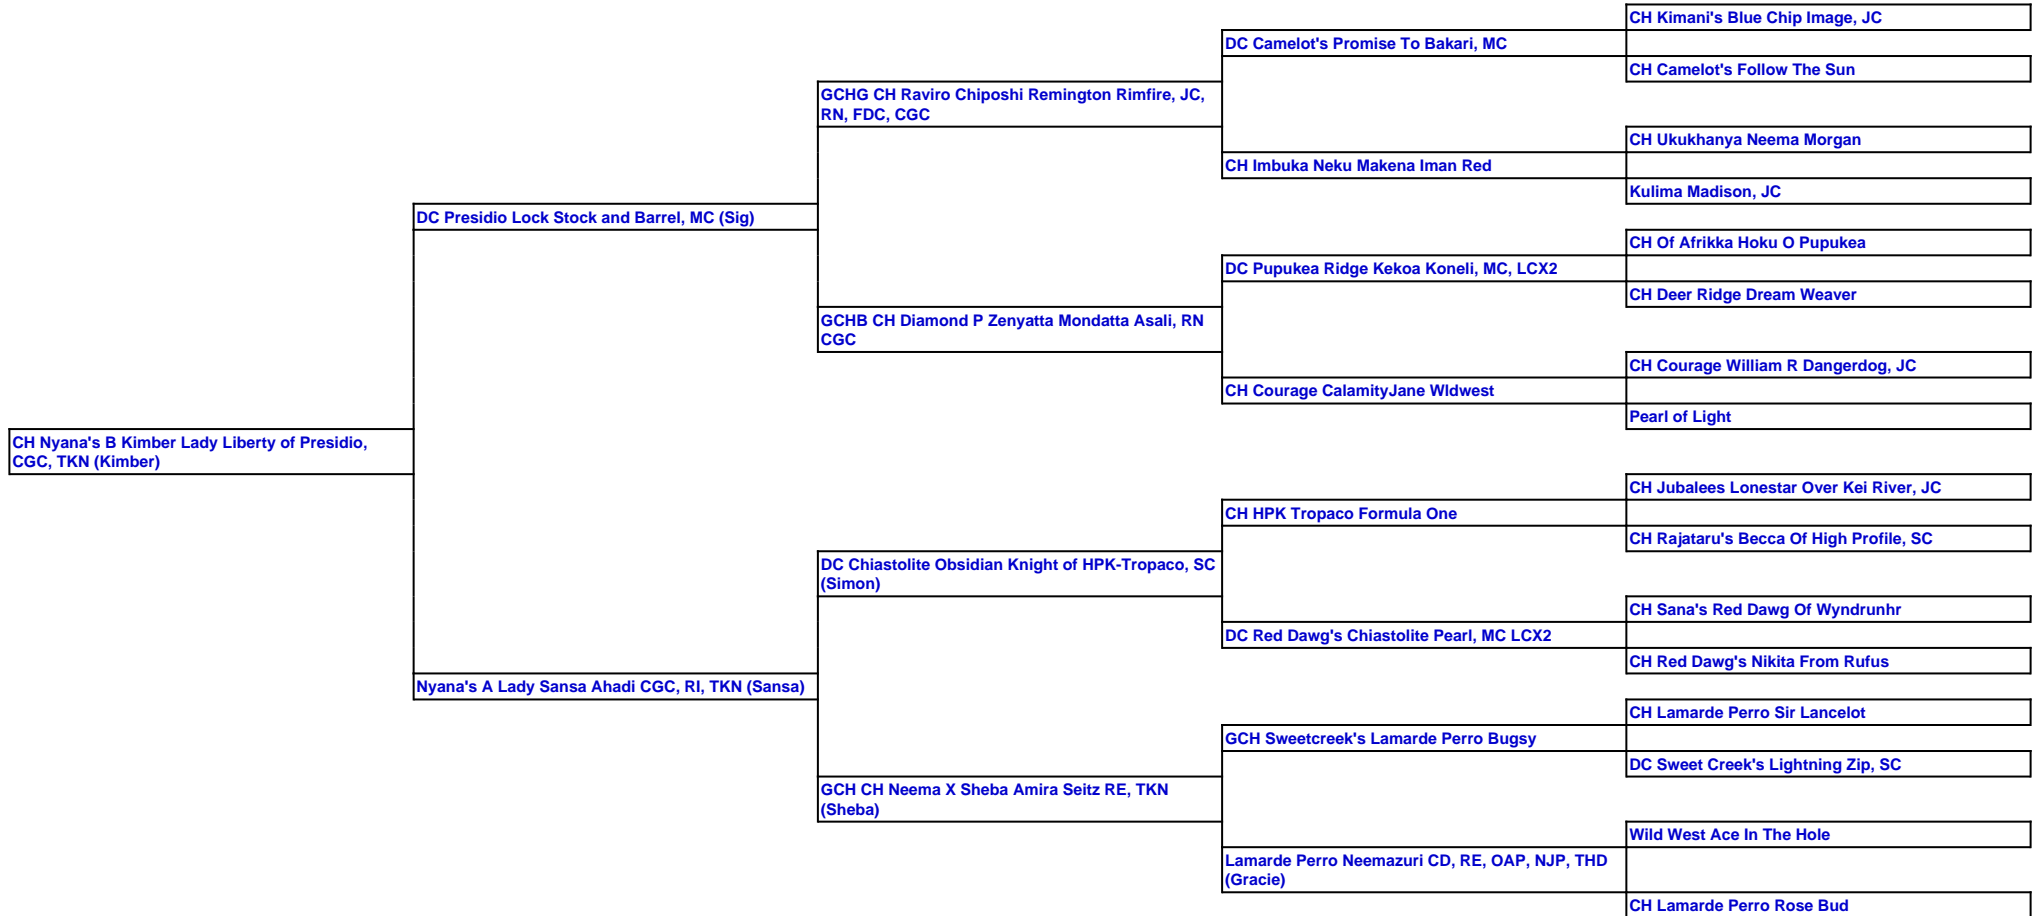 CH Kimani's Blue Chip Image, JC
DC Camelot's Promise To Bakari, MC
CH Camelot's Follow The Sun
GCHG CH Raviro Chiposhi Remington Rimfire, JC,
RN, FDC, CGC
CH Ukukhanya Neema Morgan
CH Imbuka Neku Makena Iman Red
Kulima Madison, JC
DC Presidio Lock Stock and Barrel, MC (Sig)
CH Of Afrikka Hoku O Pupukea
DC Pupukea Ridge Kekoa Koneli, MC, LCX2
CH Deer Ridge Dream Weaver
GCHB CH Diamond P Zenyatta Mondatta Asali, RN
CGC
CH Courage William R Dangerdog, JC
CH Courage CalamityJane Wldwest
Pearl of Light
CH Nyana's B Kimber Lady Liberty of Presidio,
CGC, TKN (Kimber)
CH Jubalees Lonestar Over Kei River, JC
CH HPK Tropaco Formula One
CH Rajataru's Becca Of High Profile, SC
DC Chiastolite Obsidian Knight of HPK-Tropaco, SC
(Simon)
CH Sana's Red Dawg Of Wyndrunhr
DC Red Dawg's Chiastolite Pearl, MC LCX2
CH Red Dawg's Nikita From Rufus
Nyana's A Lady Sansa Ahadi CGC, RI, TKN (Sansa)
CH Lamarde Perro Sir Lancelot
GCH Sweetcreek's Lamarde Perro Bugsy
DC Sweet Creek's Lightning Zip, SC
GCH CH Neema X Sheba Amira Seitz RE, TKN
(Sheba)
Wild West Ace In The Hole
Lamarde Perro Neemazuri CD, RE, OAP, NJP, THD
(Gracie)
CH Lamarde Perro Rose Bud